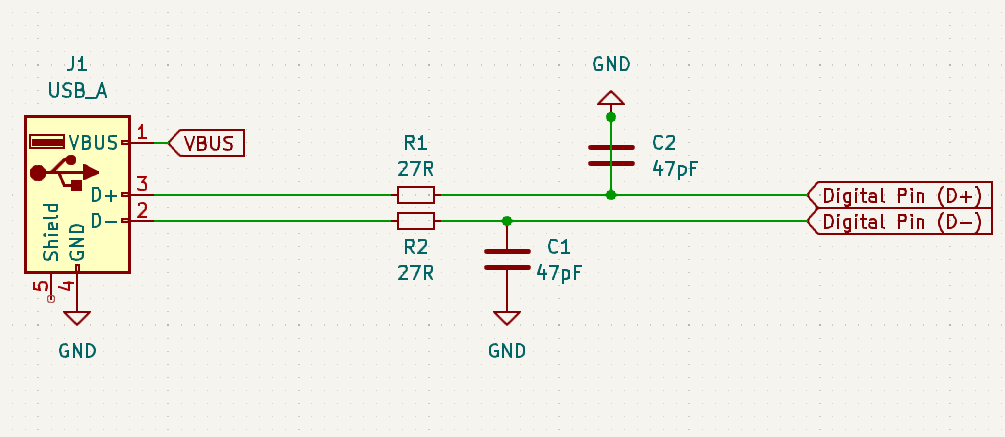 J1
USB_A
VBUS
1
VBUS
D+
3
D-
2
Shield
GND
5
4
GND
R1
27R
R2
27R
GND
C2
47pF
C1
47pF
GND
Digital Pin (D+)
Digital Pin (D-)